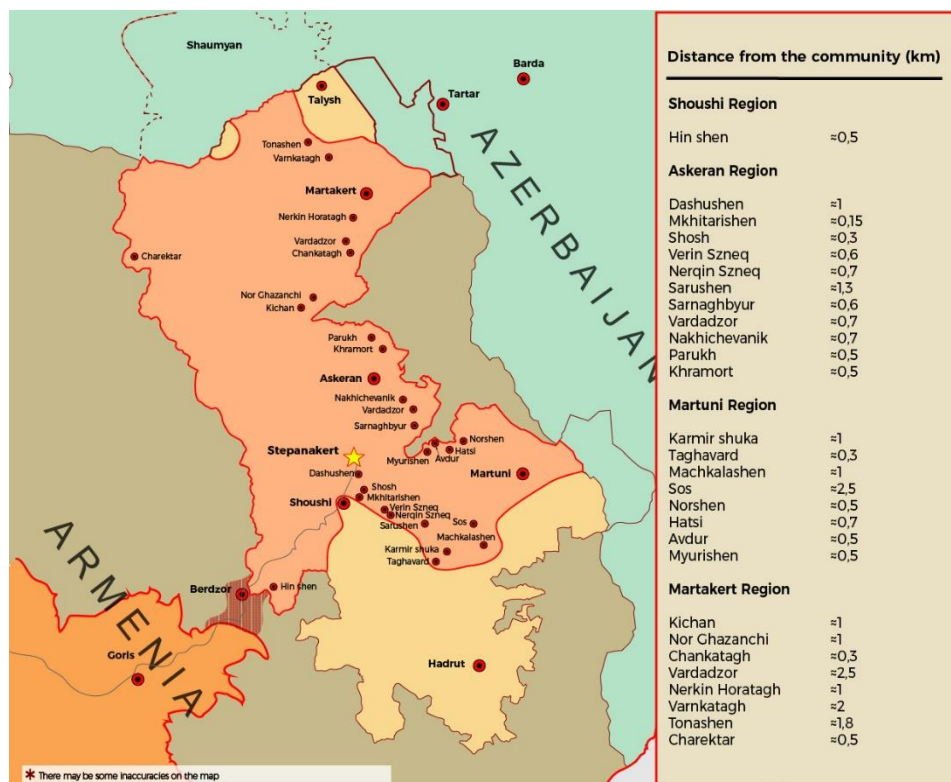 Shaumyan
Barda
Talysh
Tartar
AZERBAIJAN
Tonashen
Varnkatagh
Martakert
Nerkin Horatagh
Vardadzor
Chankatagh
Charektar
Nor Ghazanchi
Kichan
Parukh
Khramort
Askeran
Nakhichevanik
Vardadzor
Sarnaghbyur
Norshen
Stepanakert
Hatsi
Avdur
Myurishen
Dashushen
Martuni
Shosh
Mkhitarishen
Shoushi
Verin Szneq
Nerqin Szneq
Sarushen
Sos
Machkalashen
Karmir shuka
Taghavard
Hin shen
Berdzor
ARMENIA
Goris
Hadrut
* There may be some inaccuracies on the map
Distance from the community (km)
Shoushi Region
Hin shen ≈0,5
Askeran Region
Dashushen ≈1
Mkhitarishen ≈0,15
Shosh ≈0,3
Verin Szneq ≈0,6
Nerqin Szneq ≈0,7
Sarushen ≈1,3
Sarnaghbyur ≈0,6
Vardadzor ≈0,7
Nakhichevanik ≈0,7
Parukh ≈0,5
Khramort ≈0,5
Martuni Region
Karmir shuka ≈1
Taghavard ≈0,3
Machkalashen ≈1
Sos ≈2,5
Norshen ≈0,5
Hatsi ≈0,7
Avdur ≈0,5
Myurishen ≈0,5
Martakert Region
Kichan ≈1
Nor Ghazanchi ≈1
Chankatagh ≈0,3
Vardadzor ≈2,5
Nerkin Horatagh ≈1
Varnkatagh ≈2
Tonashen ≈1,8
Charektar ≈0,5